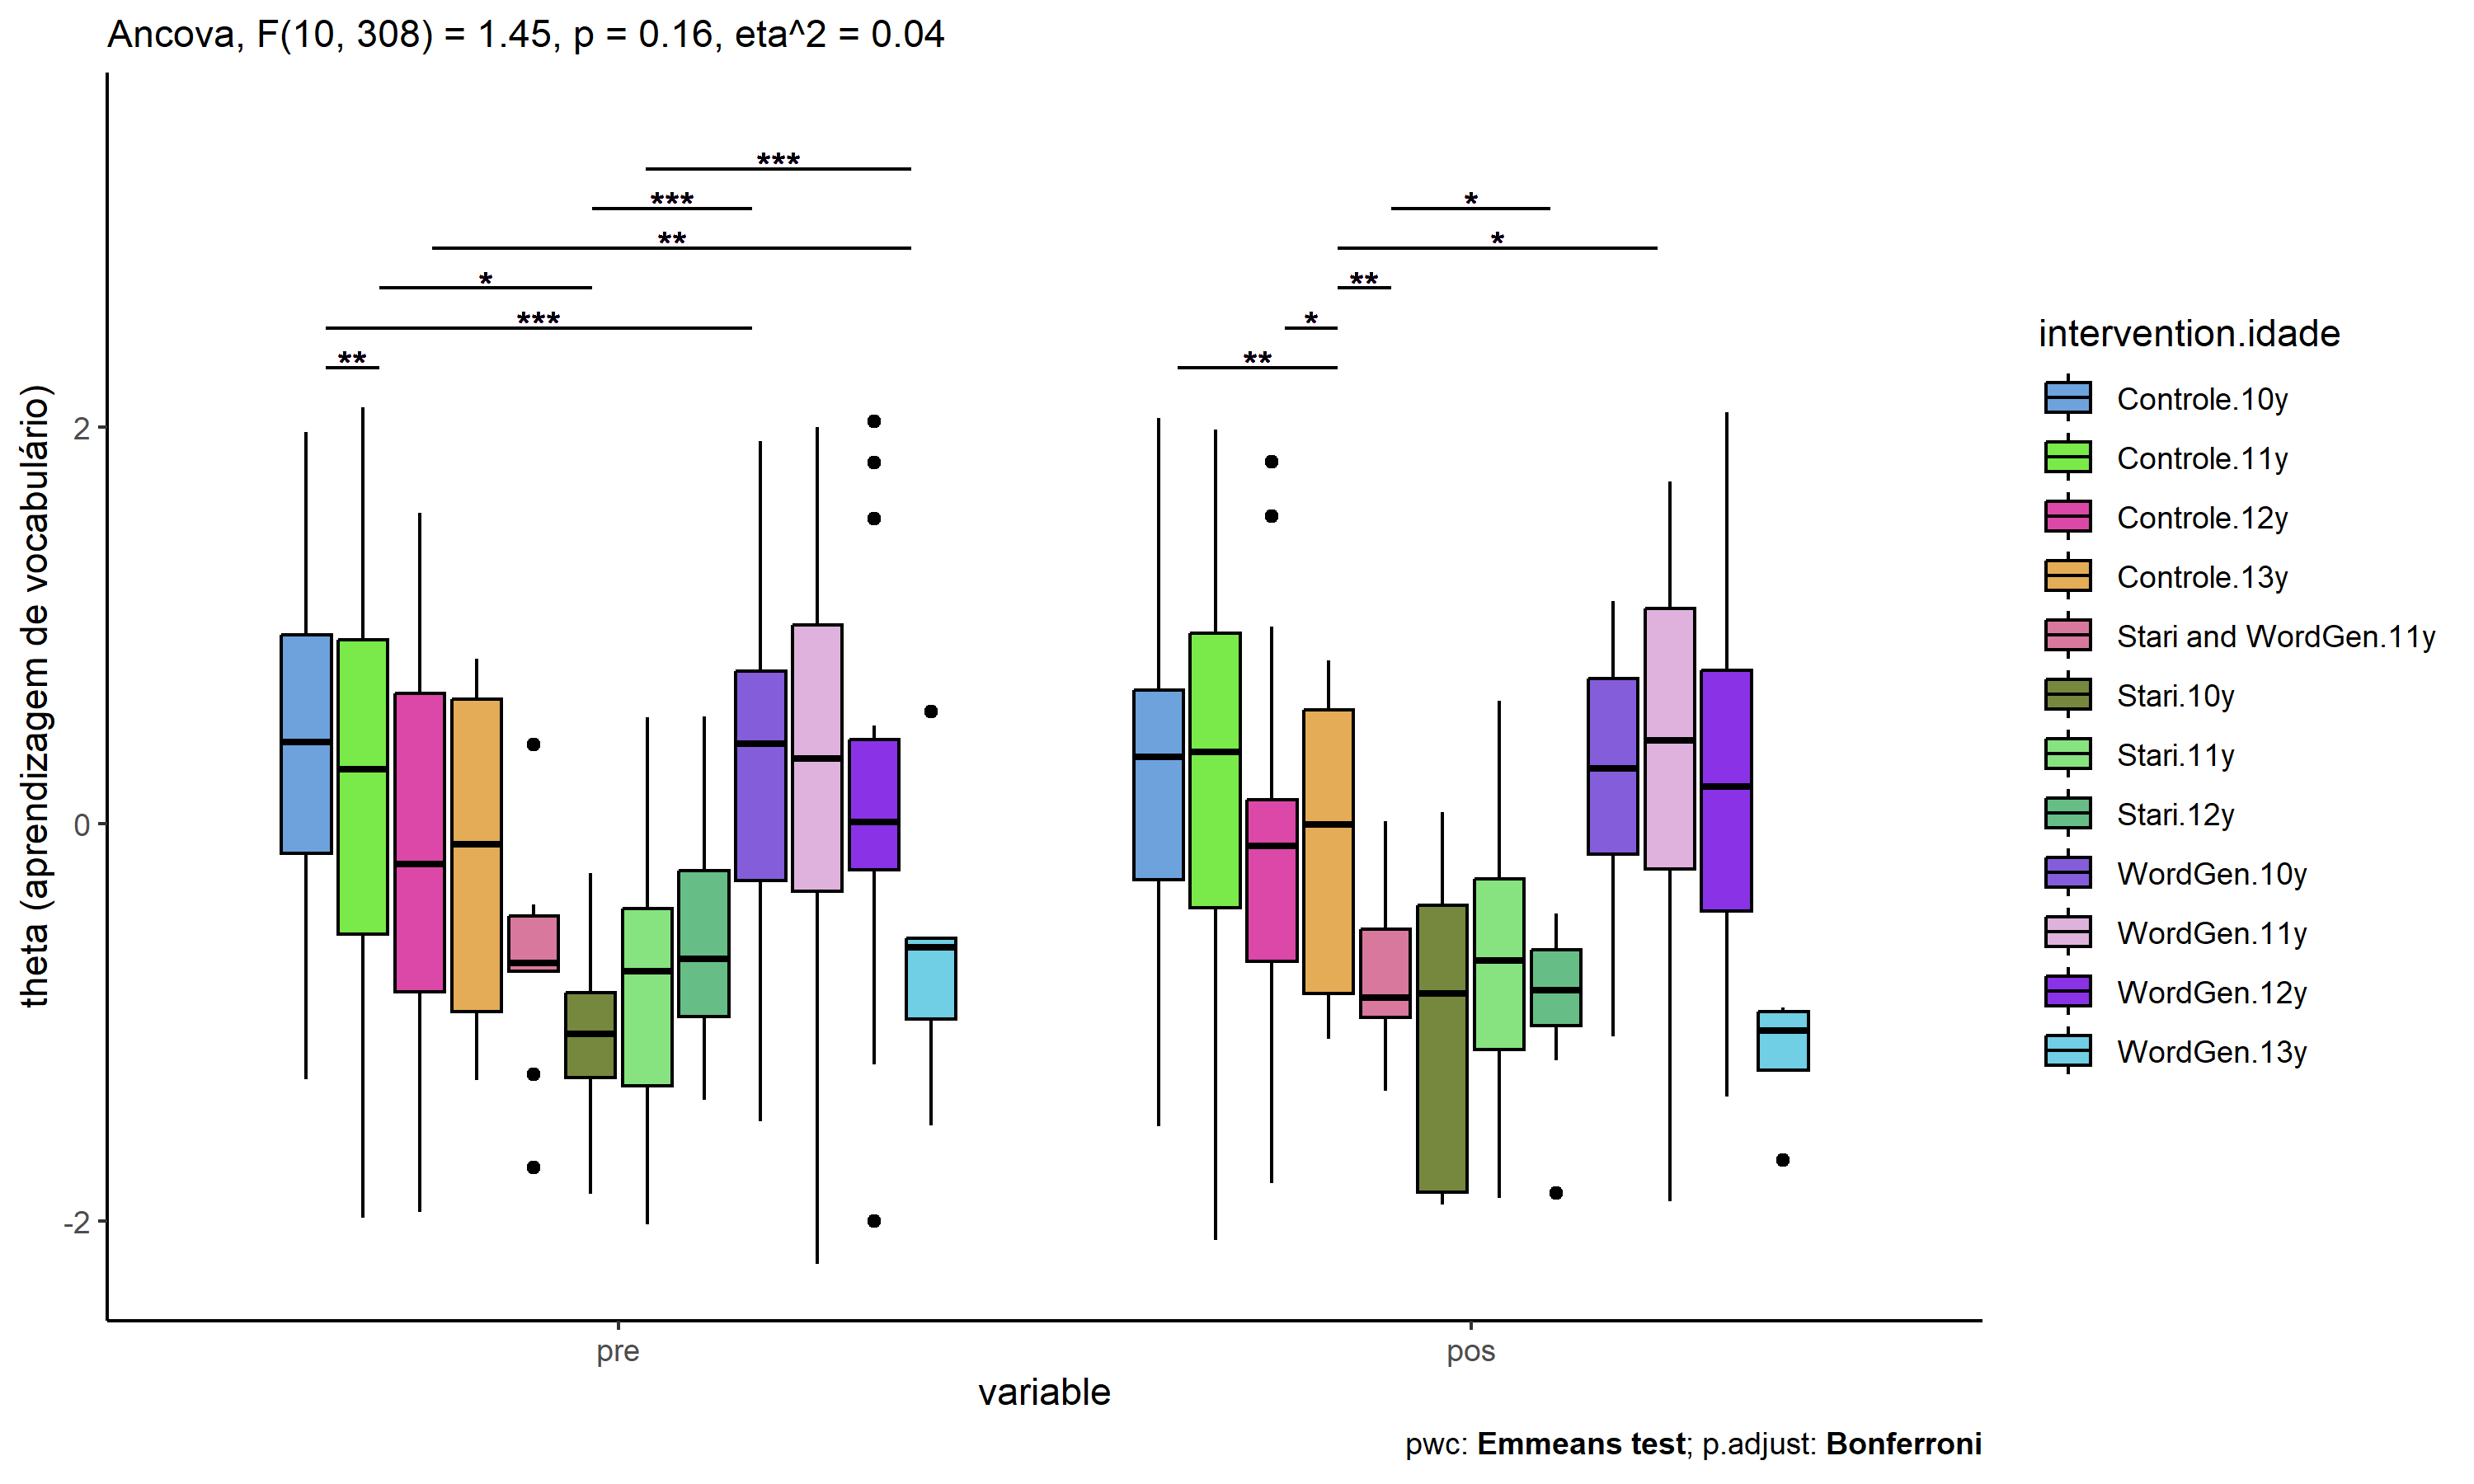 Ancova, F(10, 308) = 1.45, p = 0.16, eta^2 = 0.04
***
***
*
**
*
*
**
***
*
**
**
theta (aprendizagem de vocabulário)
2
0
-2
pre
pos
variable
intervention.idade
Controle.10y
Controle.11y
Controle.12y
Controle.13y
Stari and WordGen.11y
Stari.10y
Stari.11y
Stari.12y
WordGen.10y
WordGen.11y
WordGen.12y
WordGen.13y
pwc: Emmeans test; p.adjust: Bonferroni